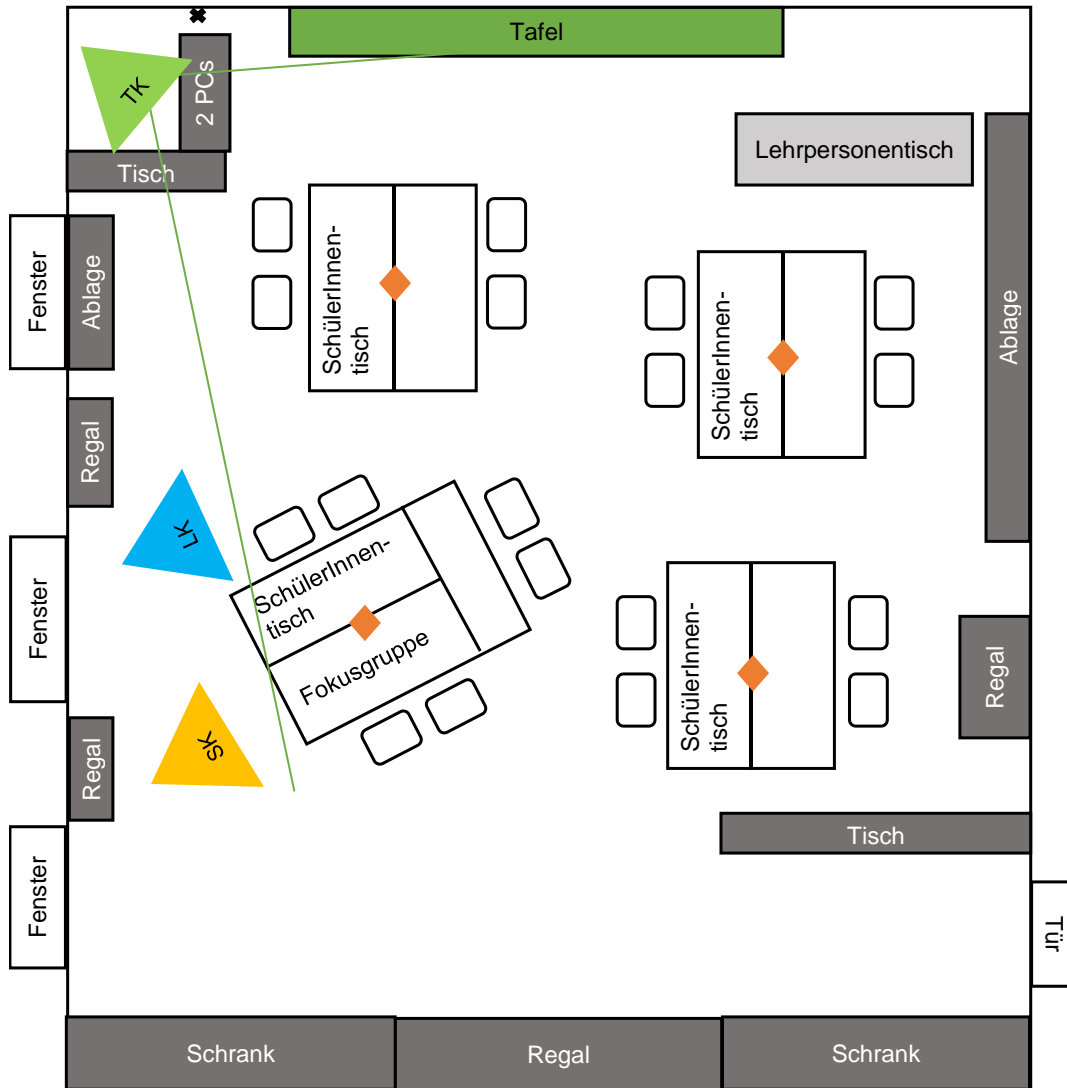 Tafel
TK
2 PCs
Lehrpersonentisch
Tisch
Fenster
Ablage
SchülerInnen-
tisch
SchülerInnen-
tisch
Ablage
Regal
LK
Fenster
SchülerInnen-
tisch
Fokusgruppe
SchülerInnen-
tisch
Regal
SK
Regal
Tisch
Fenster
Tür
Schrank
Regal
Schrank